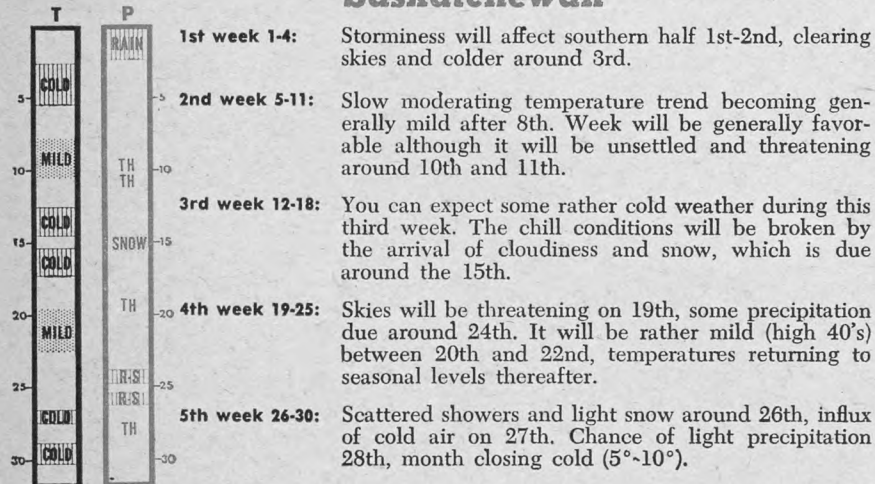 Saskatchewan
T P
RAIN
COLD
5- -5
MILD
TH
TH
10- -10
COLD
SNOW
15- -15
COLD
TH
20- -20
MILD
R-S
25- -25
R-S
COLD
TH
COLD
30- -30
1st week 1-4: Storminess will affect southern half 1st-2nd, clearing
skies and colder around 3rd.
2nd week 5-11: Slow moderating temperature trend becoming gen-
erally mild after 8th. Week will be generally favor-
able although it will be unsettled and threatening
around 10th and 11th.
3rd week 12-18: You can expect some rather cold weather during this
third week. The chill conditions will be broken by
the arrival of cloudiness and snow, which is due
around the 15th.
4th week 19-25: Skies will be threatening on 19th, some precipitation
due around 24th. It will be rather mild (high 40's)
between 20th and 22nd, temperatures returning to
seasonal levels thereafter.
5th week 26-30: Scattered showers and light snow around 26th, influx
of cold air on 27th. Chance of light precipitation
28th, month closing cold (5°-10°).